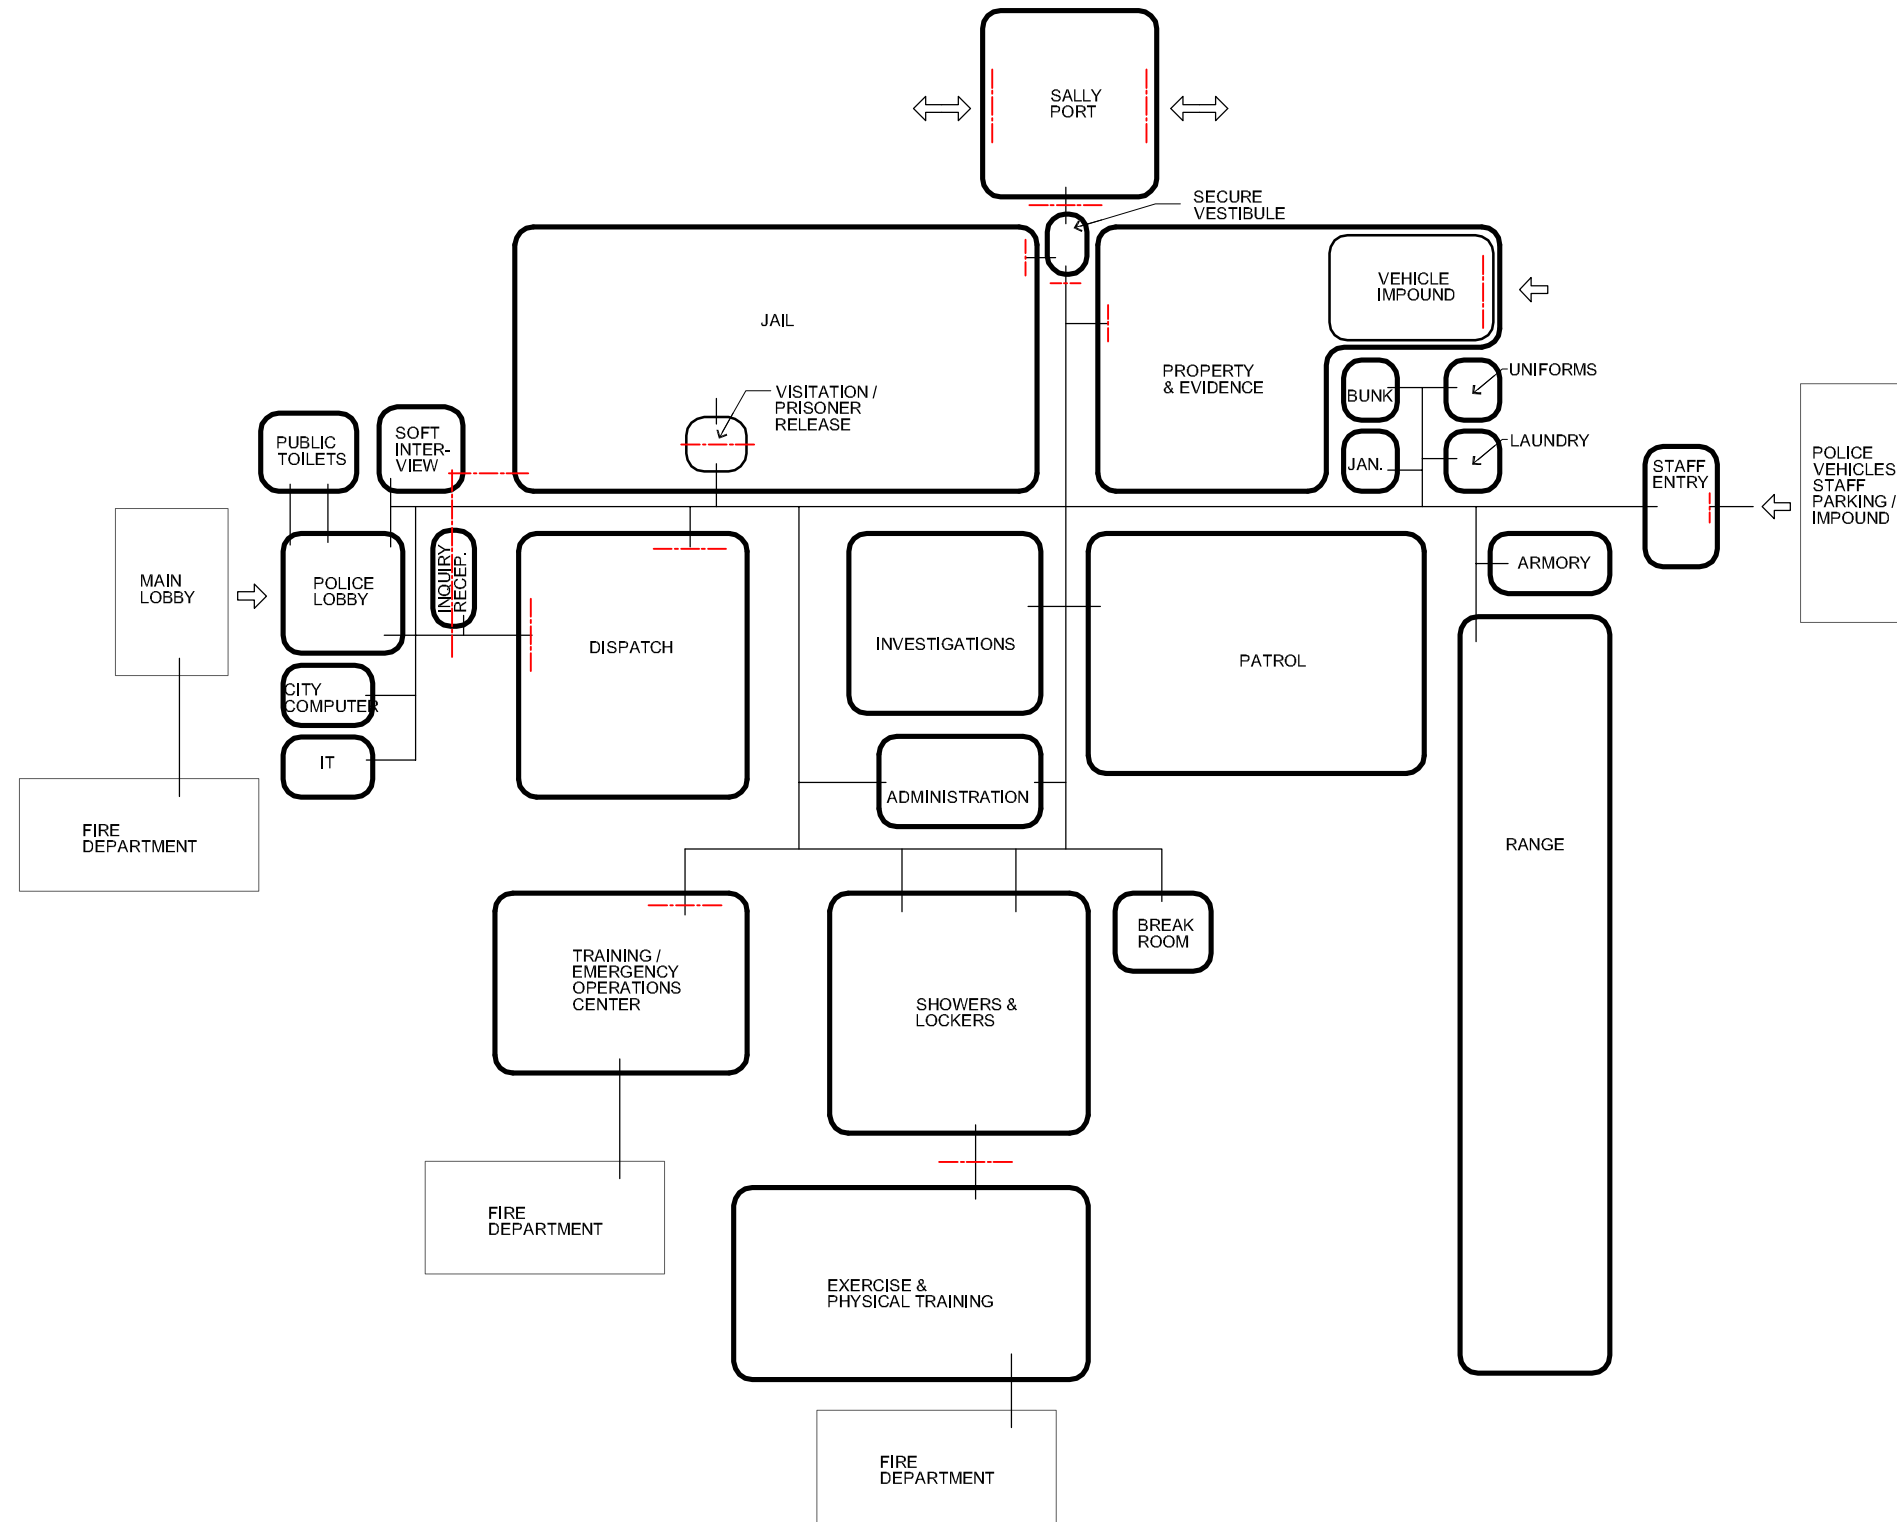 SALLY
PORT
SECURE
VESTIBULE
VEHICLE
IMPOUND
JAIL
PROPERTY
& EVIDENCE
UNIFORMS
BUNK
VISITATION /
PRISONER
RELEASE
PUBLIC
TOILETS
SOFT
INTER-
VIEW
LAUNDRY
JAN.
STAFF
ENTRY
POLICE
VEHICLES
STAFF
PARKING /
IMPOUND
MAIN
LOBBY
POLICE
LOBBY
INQUIRY
RECEP.
ARMORY
DISPATCH
INVESTIGATIONS
PATROL
CITY
COMPUTER
IT
ADMINISTRATION
FIRE
DEPARTMENT
RANGE
TRAINING /
EMERGENCY
OPERATIONS
CENTER
SHOWERS &
LOCKERS
BREAK
ROOM
FIRE
DEPARTMENT
EXERCISE &
PHYSICAL TRAINING
FIRE
DEPARTMENT